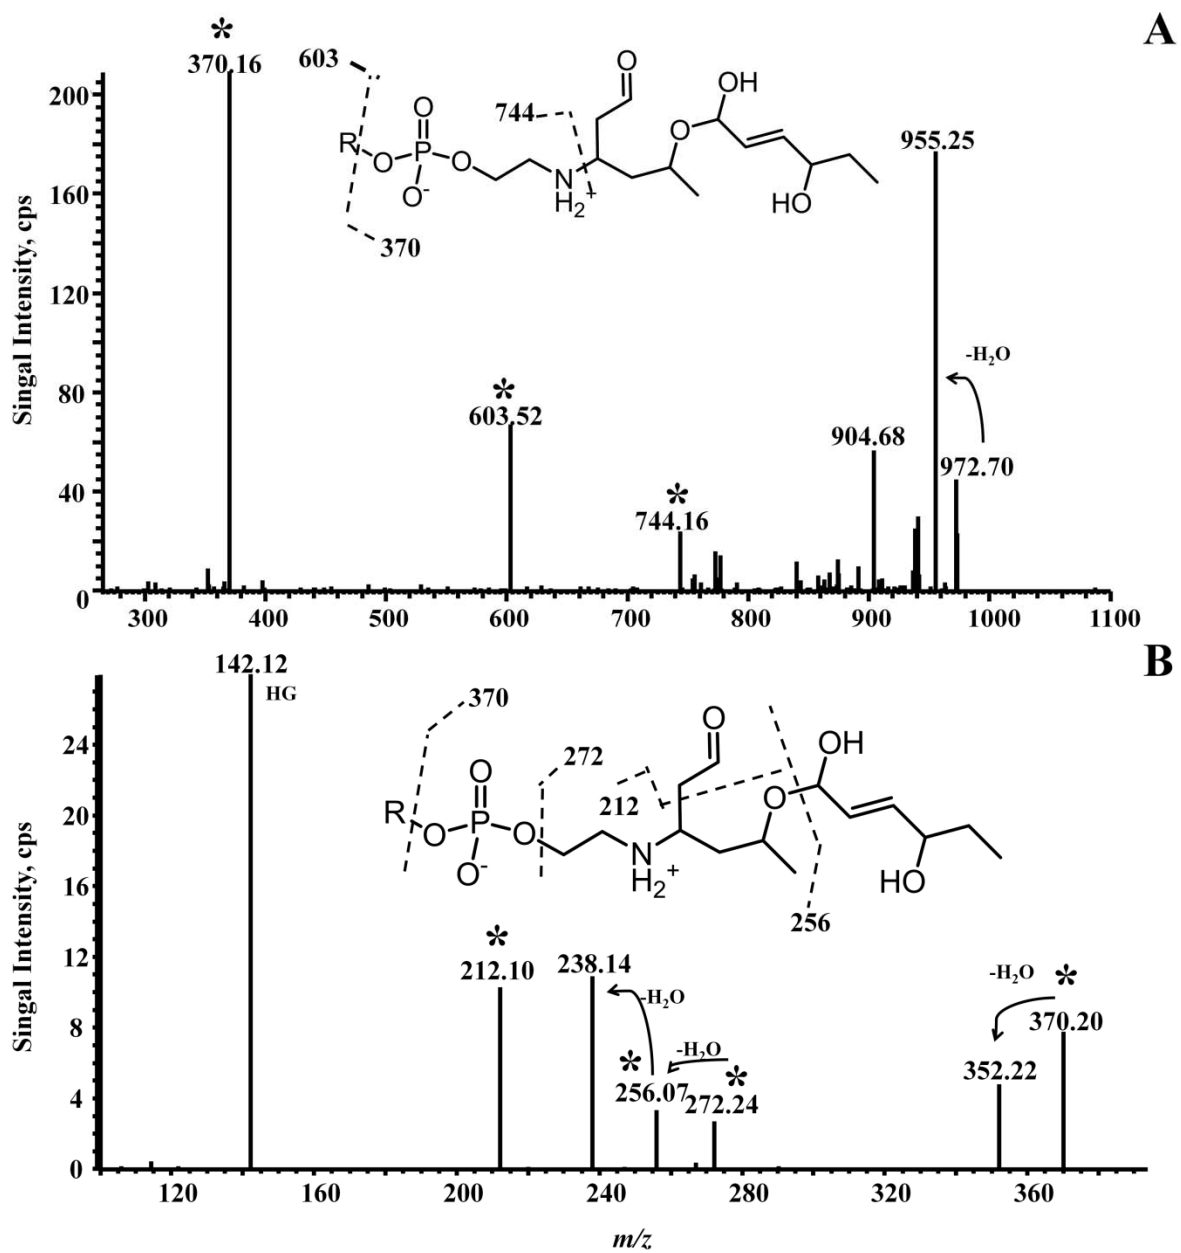 A
*
370.16
603
200
744
O
OH
O
955.25
R
O
P
O
O
O-
N
H2
+
HO
370
160
Singal Intensity, cps
120
-H2O
80
*
603.52
904.68
972.70
40
*
744.16
0
300 400 500 600 700 800 900 1000 1100
142.12
HG
B
370
O
OH
24
272
O
212
O
R
O
P
O
20
O-
N
H2+
HO
16
256
Singal Intensity, cps
12
*
212.10
238.14
-H2O
-H2O
*
370.20
8
*
-H2O
*
352.22
256.07
272.24
4
0
120 160 200 240 280 320 360
m/z